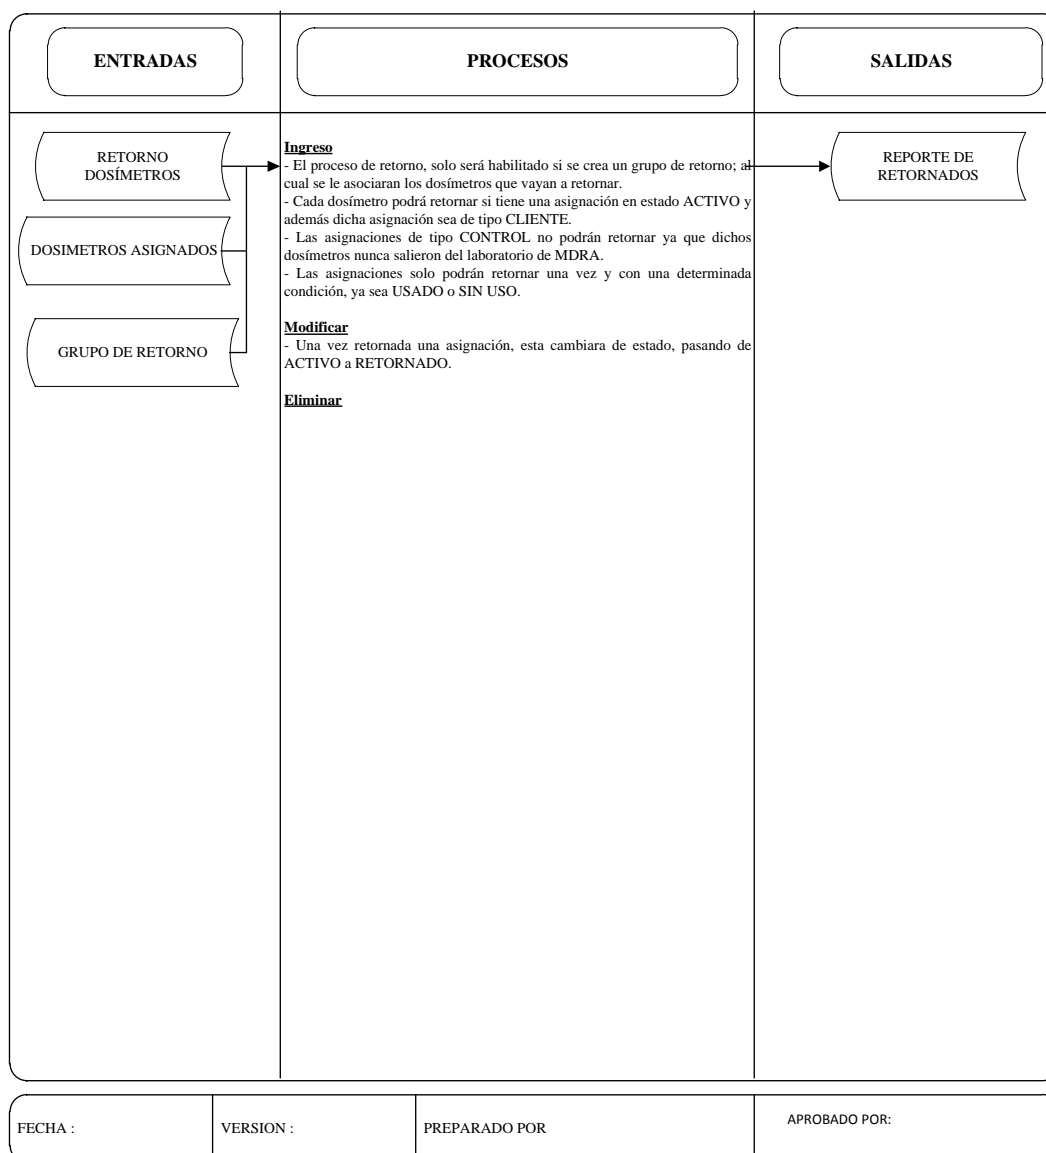 ENTRADAS
PROCESOS
SALIDAS
RETORNO
DOSÍMETROS
DOSIMETROS ASIGNADOS
GRUPO DE RETORNO
Ingreso
- El proceso de retorno, solo será habilitado si se crea un grupo de retorno; al
cual se le asociaran los dosímetros que vayan a retornar.
- Cada dosímetro podrá retornar si tiene una asignación en estado ACTIVO y
además dicha asignación sea de tipo CLIENTE.
- Las asignaciones de tipo CONTROL no podrán retornar ya que dichos
dosímetros nunca salieron del laboratorio de MDRA.
- Las asignaciones solo podrán retornar una vez y con una determinada
condición, ya sea USADO o SIN USO.
Modificar
- Una vez retornada una asignación, esta cambiara de estado, pasando de
ACTIVO a RETORNADO.
Eliminar
REPORTE DE
RETORNADOS
FECHA :
VERSION :
PREPARADO POR
APROBADO POR: